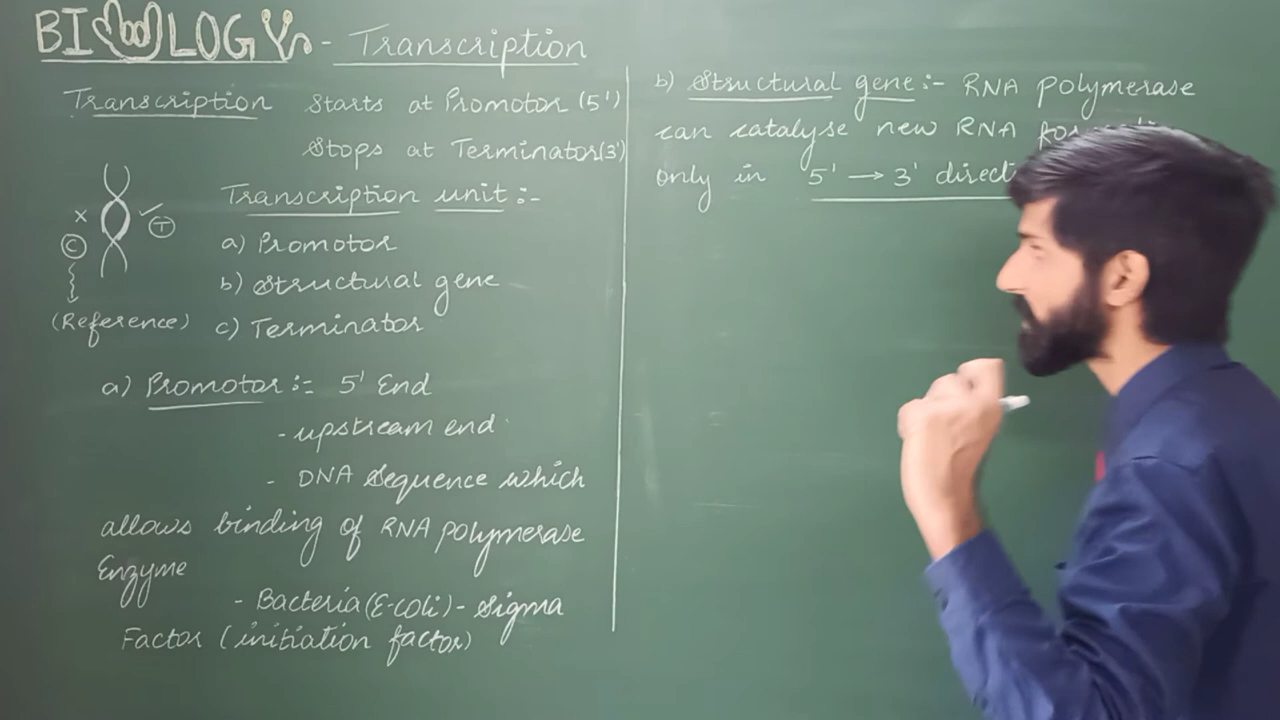 BIOLOGY - Transcription
Transcription starts at Promotor (5')
Stops at Terminator (3')
Transcription unit :-
x T
C
(Reference)
a) Promotor
b) Structural gene
c) Terminator
a) Promotor :- 5' End
- upstream end
- DNA Sequence which
allows binding of RNA polymerase
Enzyme
- Bacteria (E-coli) - Sigma
Factor (initiation factor)
b) Structural gene :- RNA polymerase
can catalyse new RNA
only in 5' → 3'